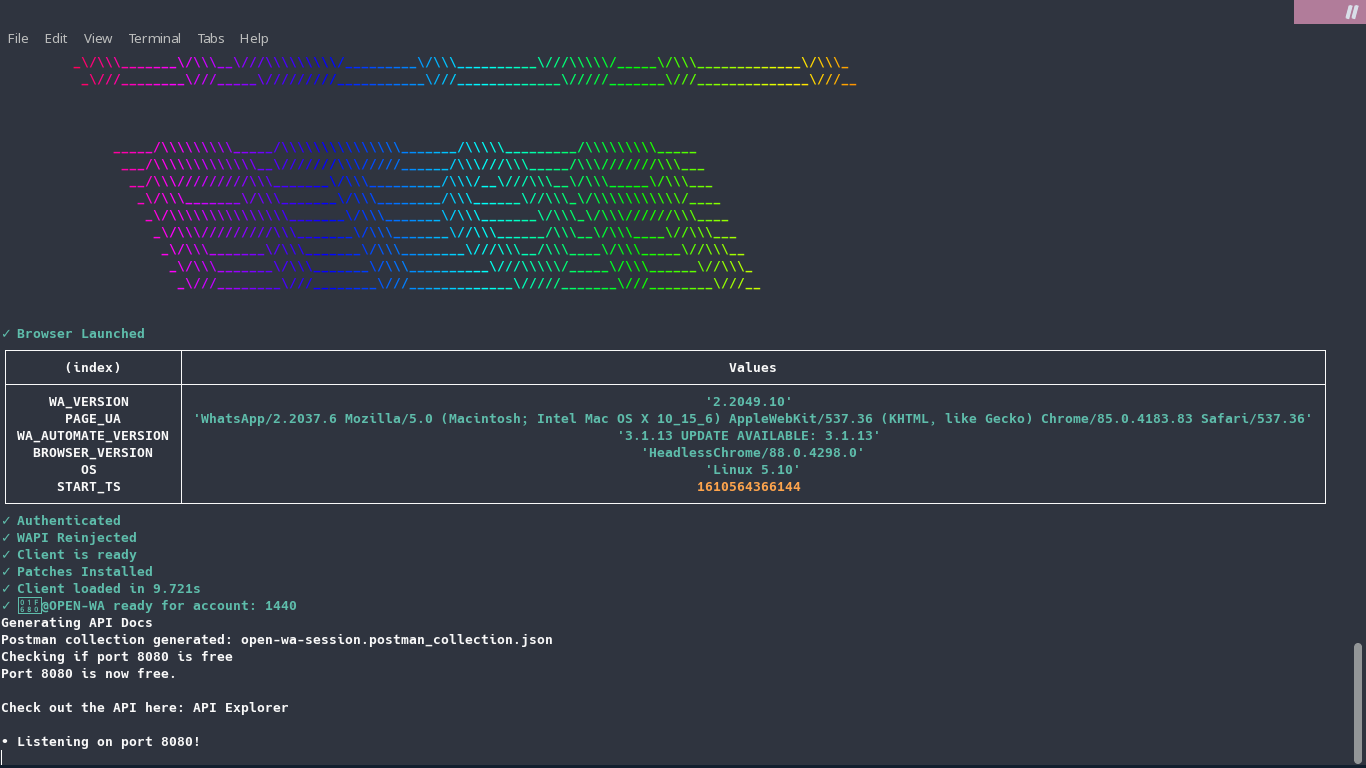 File Edit View Terminal Tabs Help
✓ Browser Launched
(index) Values
WA_VERSION '2.2049.10'
PAGE_UA 'WhatsApp/2.2037.6 Mozilla/5.0 (Macintosh; Intel Mac OS X 10_15_6) AppleWebKit/537.36 (KHTML, like Gecko) Chrome/85.0.4183.83 Safari/537.36'
WA_AUTOMATE_VERSION '3.1.13 UPDATE AVAILABLE: 3.1.13'
BROWSER_VERSION 'HeadlessChrome/88.0.4298.0'
OS 'Linux 5.10'
START_TS 1610564366144
✓ Authenticated
✓ WAPI Reinjected
✓ Client is ready
✓ Patches Installed
✓ Client loaded in 9.721s
✓ @OPEN-WA ready for account: 1440
Generating API Docs
Postman collection generated: open-wa-session.postman_collection.json
Checking if port 8080 is free
Port 8080 is now free.
Check out the API here: API Explorer
• Listening on port 8080!